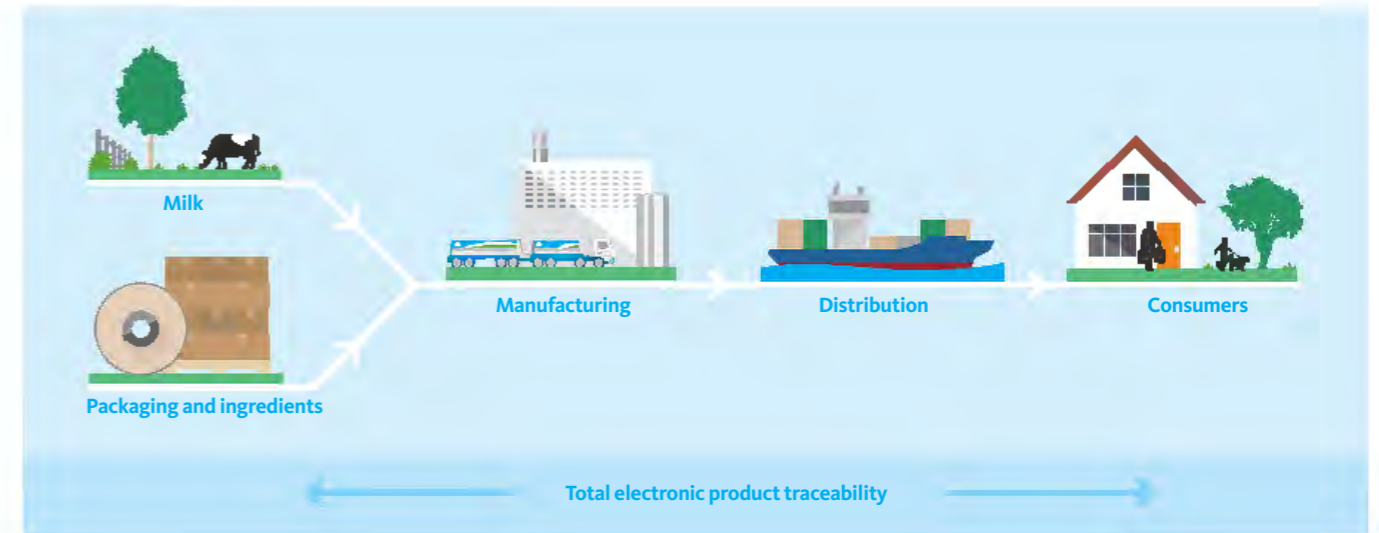 Milk
Packaging and ingredients
Manufacturing
Distribution
Consumers
Total electronic product traceability